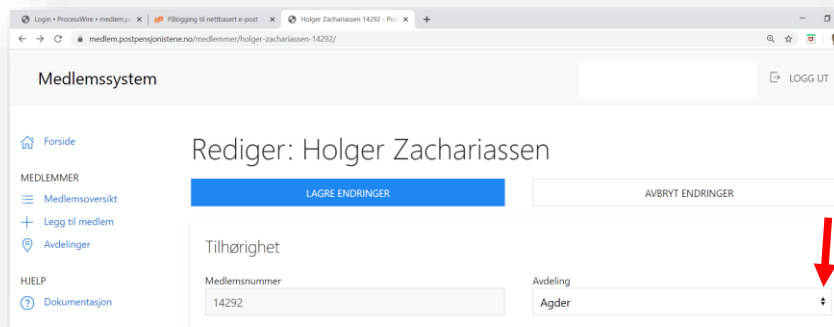 Login • ProcessWire • medlem.p
Pålogging til nettbasert e-post
Holger Zachariassen 14292 - Po
medlem.postpensjonistene.no/medlemmer/holger-zachariassen-14292/
Medlemssystem
LOGG UT
Forside
Rediger: Holger Zachariassen
MEDLEMMER
LAGRE ENDRINGER
AVBRYT ENDRINGER
Medlemsoversikt
Legg til medlem
Avdelinger
Tilhørighet
HJELP
Medlemsnummer
Avdeling
Dokumentasjon
14292
Agder